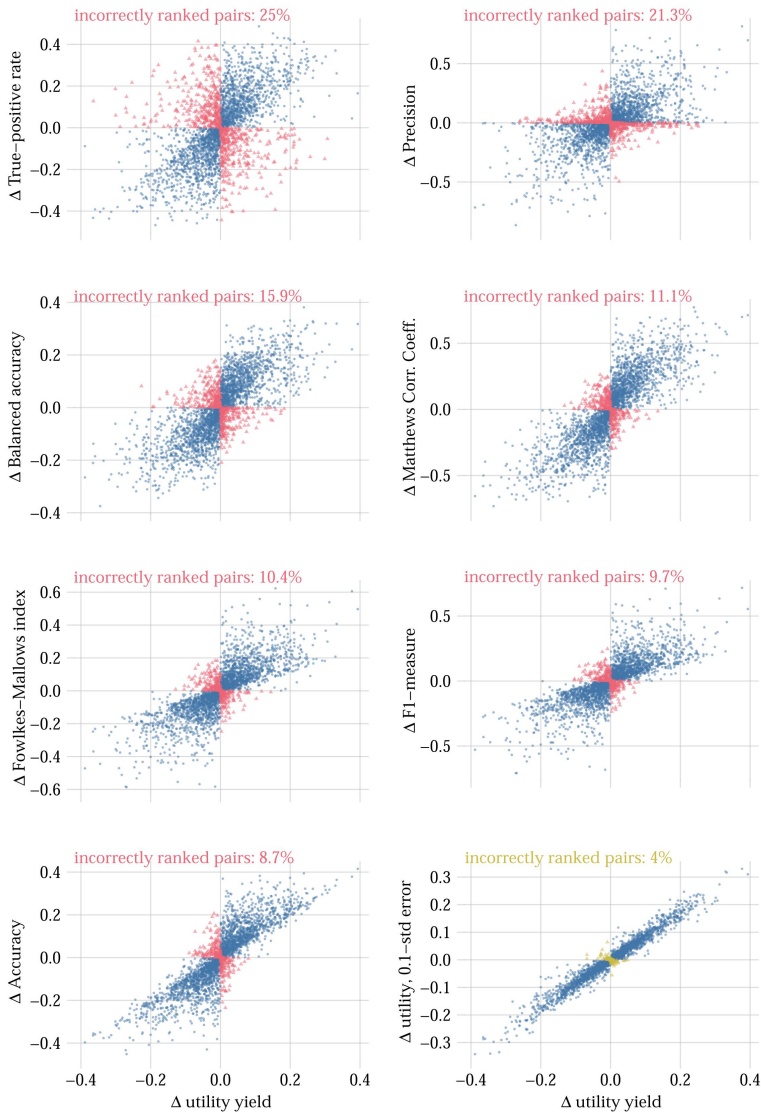 incorrectly ranked pairs: 25%
0.4
0.2
0.0
−0.2
−0.4
Δ True−positive rate
incorrectly ranked pairs: 21.3%
0.5
0.0
−0.5
Δ Precision
incorrectly ranked pairs: 15.9%
0.4
0.2
0.0
−0.2
−0.4
Δ Balanced accuracy
incorrectly ranked pairs: 11.1%
0.5
0.0
−0.5
Δ Matthews Corr. Coeff.
incorrectly ranked pairs: 10.4%
0.6
0.4
0.2
0.0
−0.2
−0.4
−0.6
Δ Fowlkes−Mallows index
incorrectly ranked pairs: 9.7%
0.5
0.0
−0.5
Δ F1−measure
incorrectly ranked pairs: 8.7%
0.4
0.2
0.0
−0.2
−0.4
Δ Accuracy
−0.4 −0.2 0.0 0.2 0.4
Δ utility yield
incorrectly ranked pairs: 4%
0.3
0.2
0.1
0.0
−0.1
−0.2
−0.3
Δ utility, 0.1−std error
−0.4 −0.2 0.0 0.2 0.4
Δ utility yield